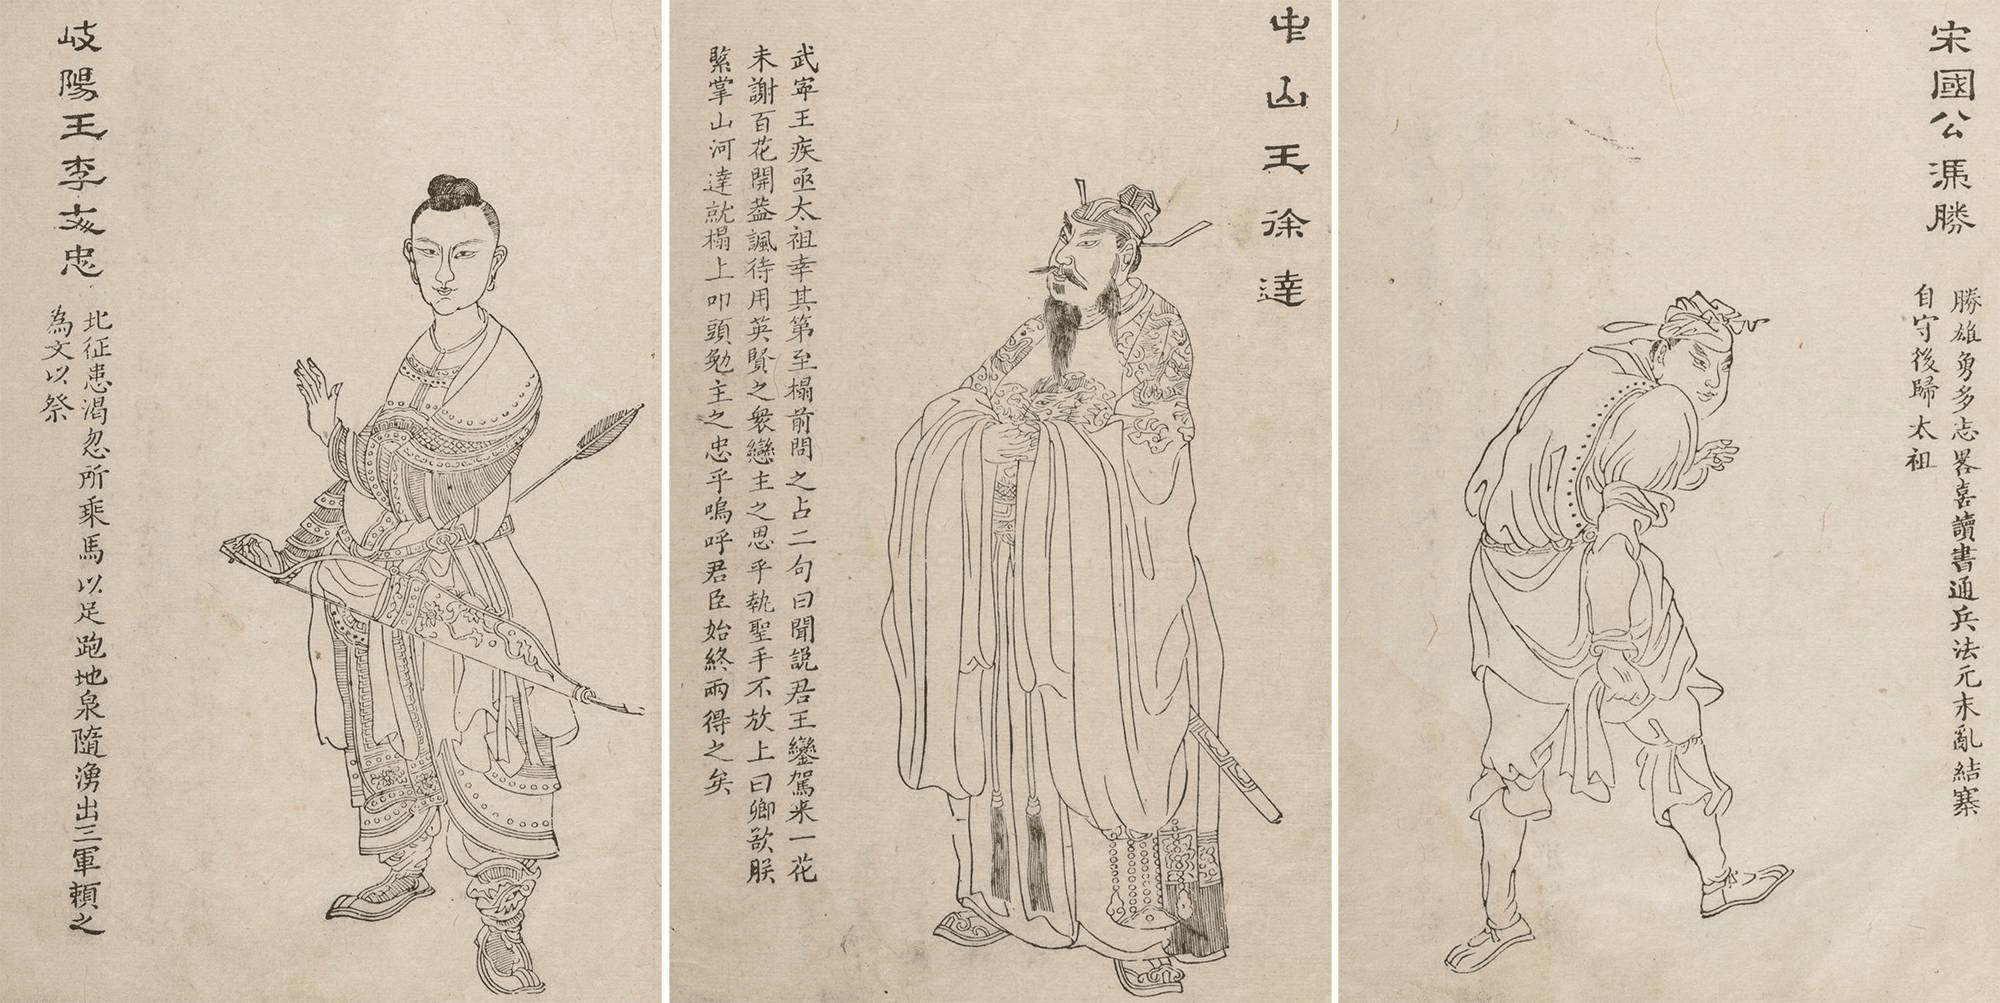 岐陽王李文忠
北征患渴忽所乘馬以足跑地泉隨湧出三軍賴之
為文以祭
中山王徐達
武甯王疾亟太祖幸其第至榻前問之占二句曰聞說君王鑾駕来一花
未謝百花開葢諷待用英賢之衆戀主之思乎執聖手不放上曰卿欲朕
緊掌山河達就榻上叩頭勉主之忠乎嗚呼君臣始終兩得之矣
宋國公馮勝
勝雄勇多志畧喜讀書通兵法元末亂結寨
自守後歸太祖